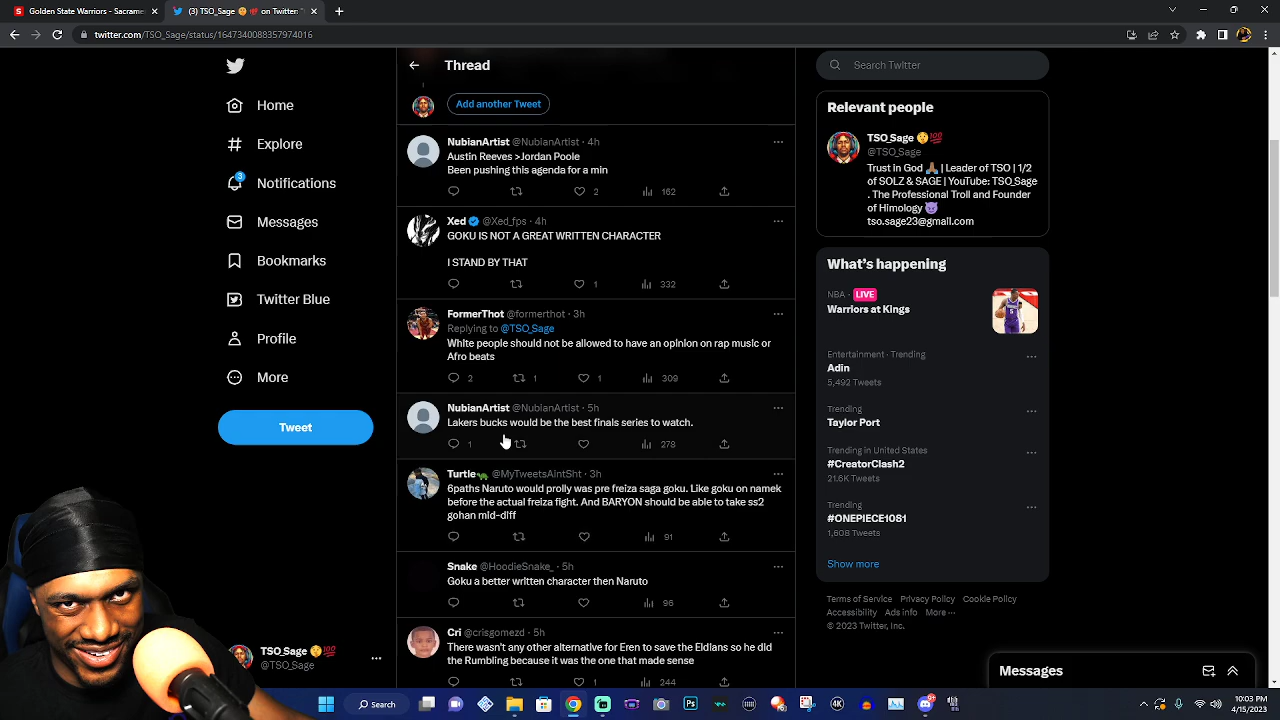 Golden State Warriors - Sacrame
(3) TSO_Sage 💯 on Twitter: "
twitter.com/TSO_Sage/status/1647334008835797401​6
Thread
Search Twitter
Add another Tweet
Home
Explore
3
Notifications
Messages
Bookmarks
Twitter Blue
Profile
More
Tweet
NubianArtist @NubianArtist · 4h
Austin Reeves >Jordan Poole
Been pushing this agenda for a min
2 162
Xed @Xed_fps · 4h
GOKU IS NOT A GREAT WRITTEN CHARACTER
I STAND BY THAT
1 332
FormerThot @formerthot · 3h
Replying to @TSO_Sage
White people should not be allowed to have an opinion on rap music or
Afro beats
2 1 1 309
NubianArtist @NubianArtist · 5h
Lakers bucks would be the best finals series to watch.
1 278
Turtle🐢 @MyTweetsAintSht · 3h
6paths Naruto would prolly was pre freiza saga goku. Like goku on namek
before the actual freiza fight. And BARYON should be able to take ss2
gohan mid-diff
91
Snake @HoodieSnake_ · 5h
Goku a better written character then Naruto
96
Cri @crisgomezd · 5h
There wasn't any other alternative for Eren to save the Eldians so he did
the Rumbling because it was the one that made sense
1 244
Relevant people
TSO_Sage 💯
@TSO_Sage
Trust in God 🙏🏾 | Leader of TSO | 1/2
of SOLZ & SAGE | YouTube: TSO_Sage
. The Professional Troll and Founder
of Himology 😈
tso.sage23@gmail.com
What's happening
NBA · LIVE
Warriors at Kings
Entertainment · Trending
Adin
5,492 Tweets
Trending
Taylor Port
Trending in United States
#CreatorClash2
21.6K Tweets
Trending
#ONEPIECE1081
1,608 Tweets
Show more
Terms of Service Privacy Policy Cookie Policy
Accessibility Ads info More ···
© 2023 Twitter, Inc.
Messages
TSO_Sage 💯
@TSO_Sage
Search
4K
10:03 PM
4/15/2023